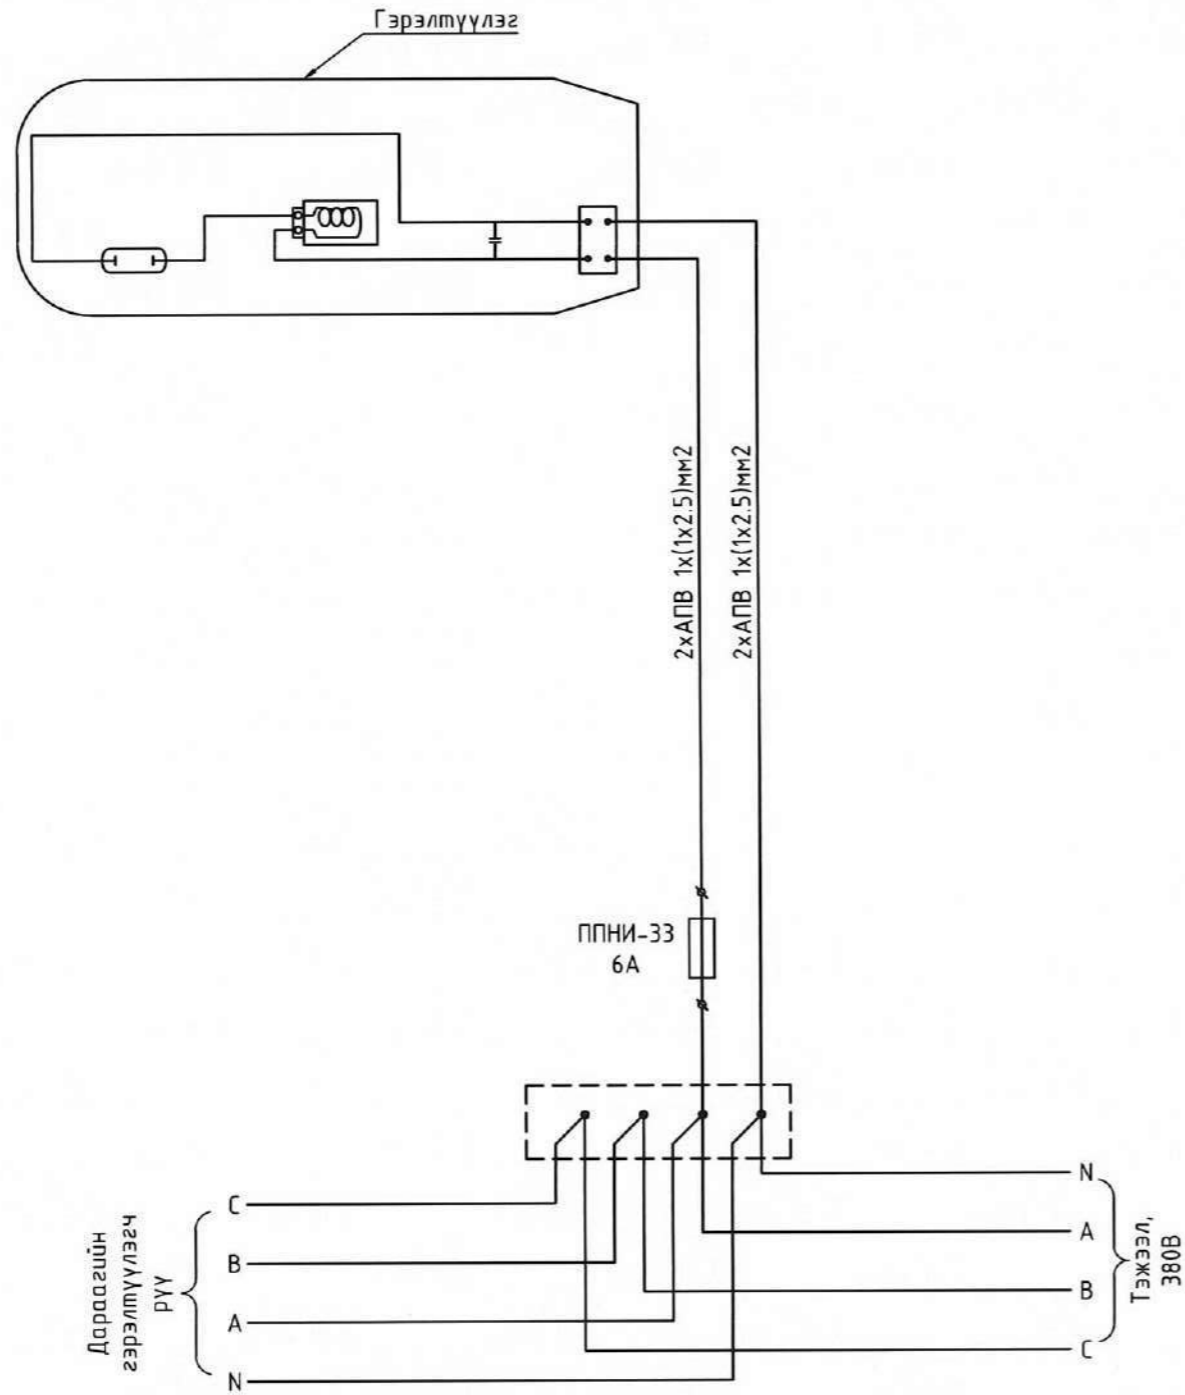 Гэрэлтүүлэг
2хАПВ 1х(1х2.5)мм2
2хАПВ 1х(1х2.5)мм2
ППНИ-33
6А
C
B
A
N
Дараагийн
гэрэлтүүлэгч
рүү
N
A
B
C
Тэжээл,
380В